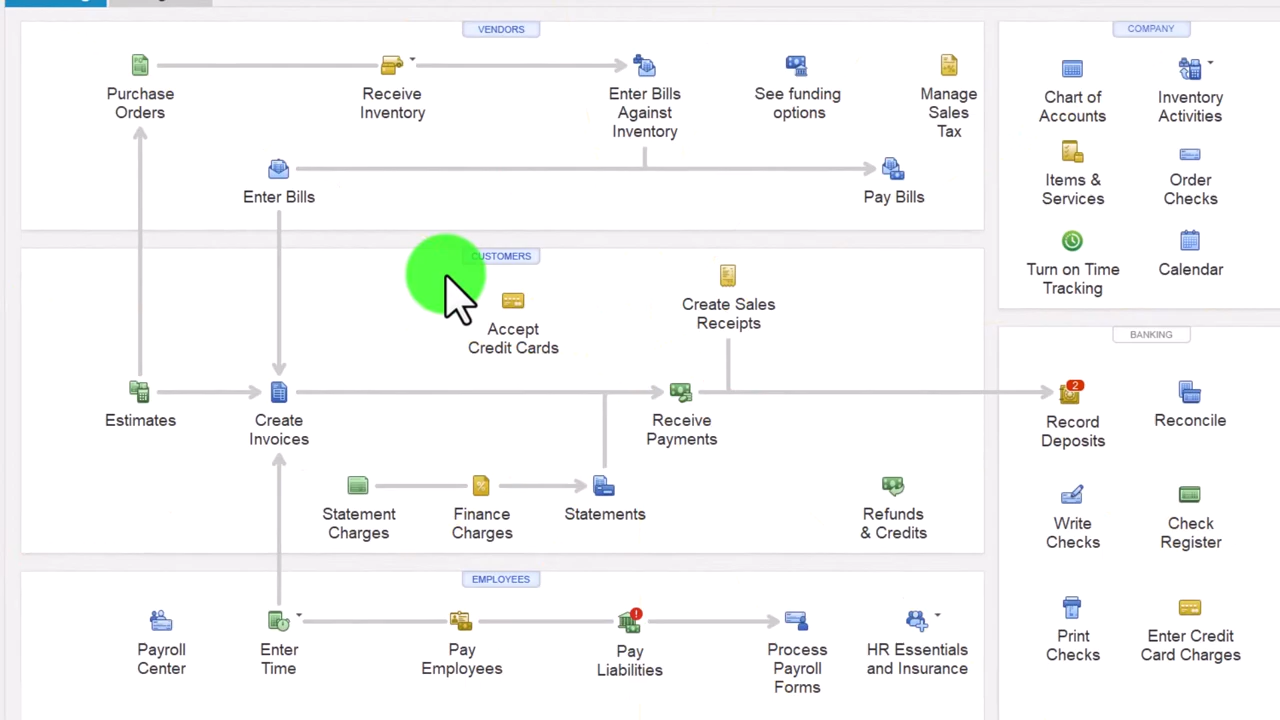 VENDORS
Purchase
Orders
Receive
Inventory
Enter Bills
Against
Inventory
See funding
options
Manage
Sales
Tax
Enter Bills
Pay Bills
CUSTOMERS
Accept
Credit Cards
Create Sales
Receipts
Estimates
Create
Invoices
Receive
Payments
Statement
Charges
Finance
Charges
Statements
Refunds
& Credits
EMPLOYEES
Payroll
Center
Enter
Time
Pay
Employees
Pay
Liabilities
Process
Payroll
Forms
HR Essentials
and Insurance
COMPANY
Chart of
Accounts
Inventory
Activities
Items &
Services
Order
Checks
Turn on Time
Tracking
Calendar
BANKING
2
Record
Deposits
Reconcile
Write
Checks
Check
Register
Print
Checks
Enter Credit
Card Charges